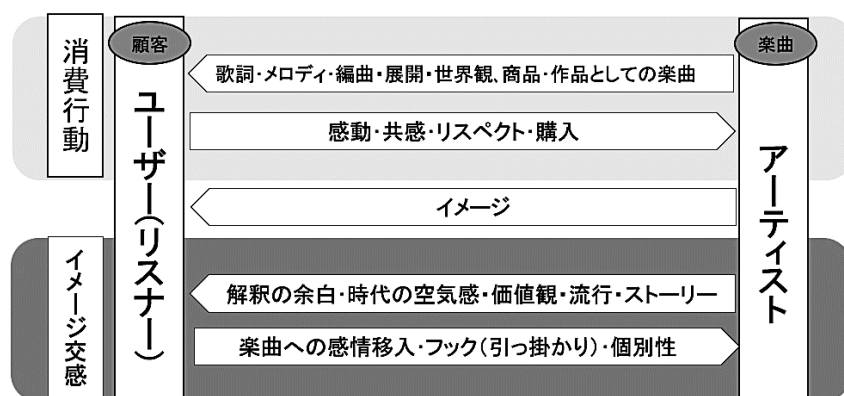 消費行動
顧客
楽曲
歌詞・メロディ・編曲・展開・世界観、商品・作品としての楽曲
感動・共感・リスペクト・購入
ユーザー(リスナー)
アーティスト
イメージ
イメージ交感
解釈の余白・時代の空気感・価値観・流行・ストーリー
楽曲への感情移入・フック(引っ掛かり)・個別性